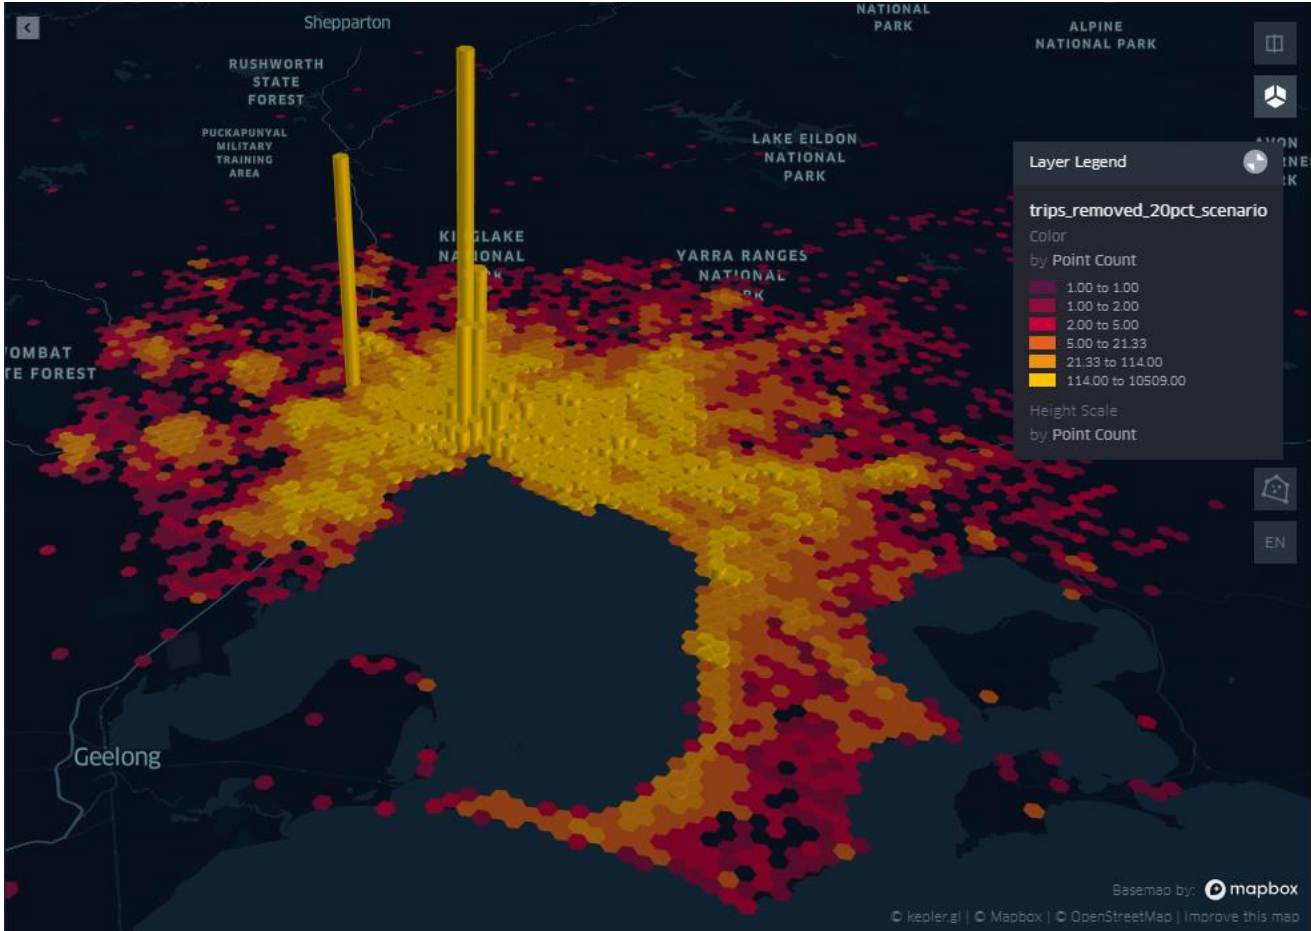 Shepparton
NATIONAL
PARK
ALPINE
NATIONAL PARK
RUSHWORTH
STATE
FOREST
PUCKAPUNYAL
MILITARY
TRAINING
AREA
LAKE EILDON
NATIONAL
PARK
AVON
Layer Legend
trips_removed_20pct_scenario
Color
by Point Count
1.00 to 1.00
1.00 to 2.00
2.00 to 5.00
5.00 to 21.33
21.33 to 114.00
114.00 to 10509.00
Height Scale
by Point Count
KINGLAKE
NATIONAL
YARRA RANGES
NATIONAL
OMBAT
TE FOREST
EN
Geelong
Basemap by: mapbox
© kepler.gl | © Mapbox | © OpenStreetMap | Improve this map